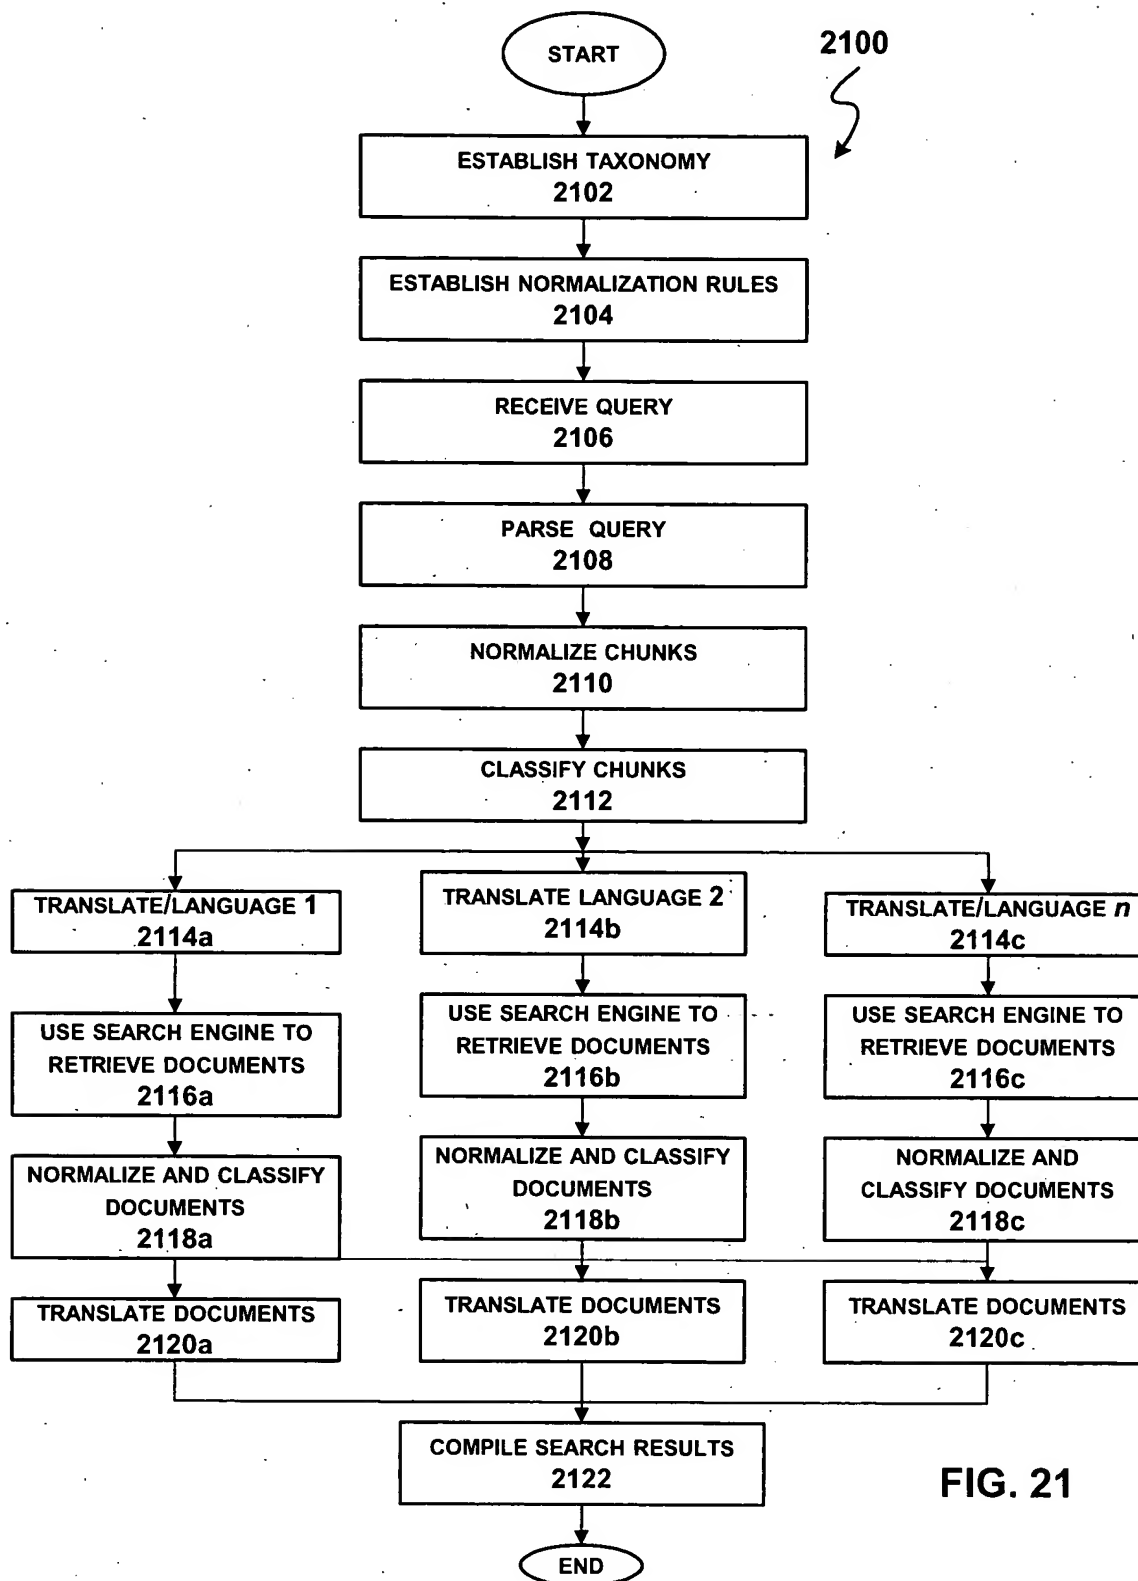 START
2100
ESTABLISH TAXONOMY
2102
ESTABLISH NORMALIZATION RULES
2104
RECEIVE QUERY
2106
PARSE QUERY
2108
NORMALIZE CHUNKS
2110
CLASSIFY CHUNKS
2112
TRANSLATE/LANGUAGE 1
2114a
TRANSLATE LANGUAGE 2
2114b
TRANSLATE/LANGUAGE n
2114c
USE SEARCH ENGINE TO
RETRIEVE DOCUMENTS
2116a
USE SEARCH ENGINE TO
RETRIEVE DOCUMENTS
2116b
USE SEARCH ENGINE TO
RETRIEVE DOCUMENTS
2116c
NORMALIZE AND CLASSIFY
DOCUMENTS
2118a
NORMALIZE AND CLASSIFY
DOCUMENTS
2118b
NORMALIZE AND
CLASSIFY DOCUMENTS
2118c
TRANSLATE DOCUMENTS
2120a
TRANSLATE DOCUMENTS
2120b
TRANSLATE DOCUMENTS
2120c
COMPILE SEARCH RESULTS
2122
FIG. 21
END